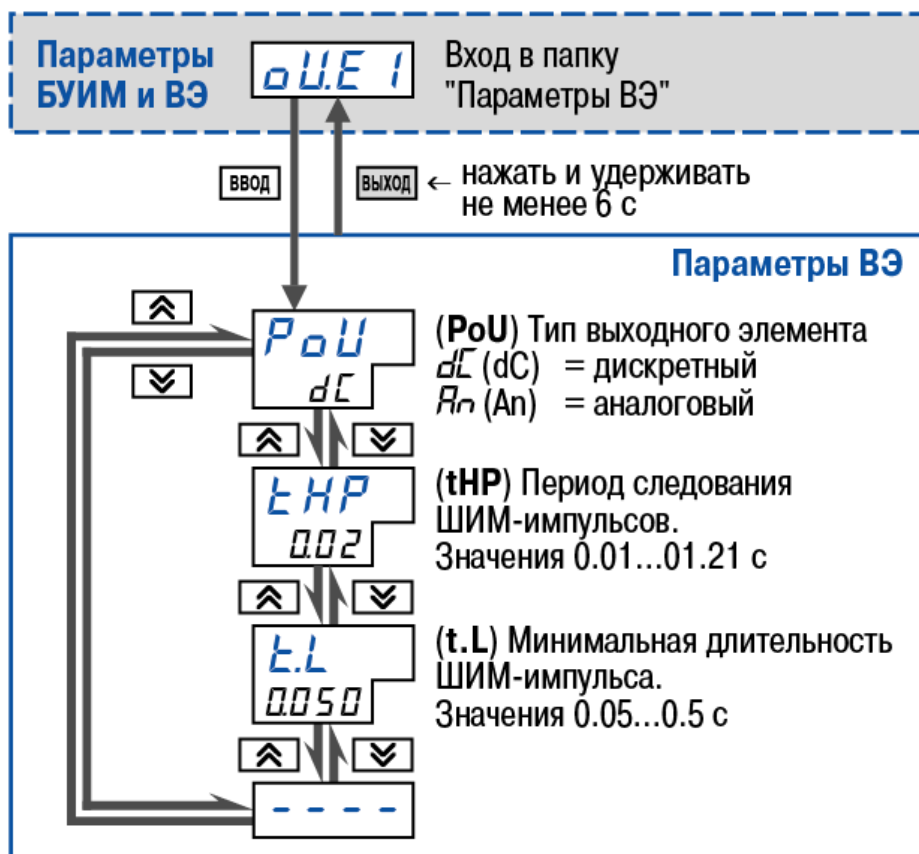 Параметры
БУИМ и ВЭ
oU.E 1
Вход в папку
"Параметры ВЭ"
ВВОД
ВЫХОД
← нажать и удерживать
не менее 6 с
Параметры ВЭ
PoU
dC
(PoU) Тип выходного элемента
dC (dC) = дискретный
An (An) = аналоговый
tHP
0.02
(tHP) Период следования
ШИМ-импульсов.
Значения 0.01...01.21 с
t.L
0.050
(t.L) Минимальная длительность
ШИМ-импульса.
Значения 0.05...0.5 с
- - - -